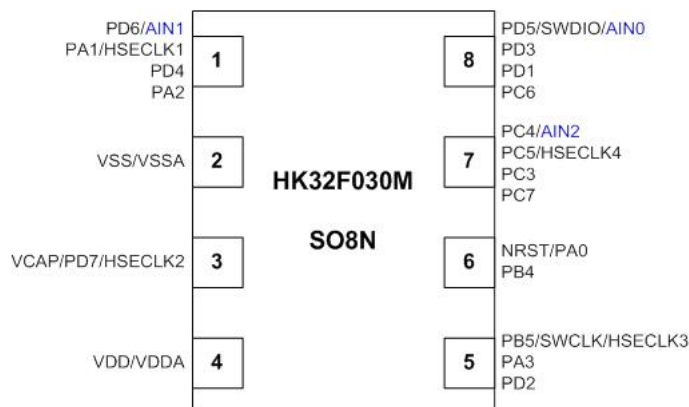 PD6/AIN1
PA1/HSECLK1
PD4
PA2
1
VSS/VSSA
2
VCAP/PD7/HSECLK2
3
VDD/VDDA
4
HK32F030M
SO8N
8
PD5/SWDIO/AIN0
PD3
PD1
PC6
7
PC4/AIN2
PC5/HSECLK4
PC3
PC7
6
NRST/PA0
PB4
5
PB5/SWCLK/HSECLK3
PA3
PD2